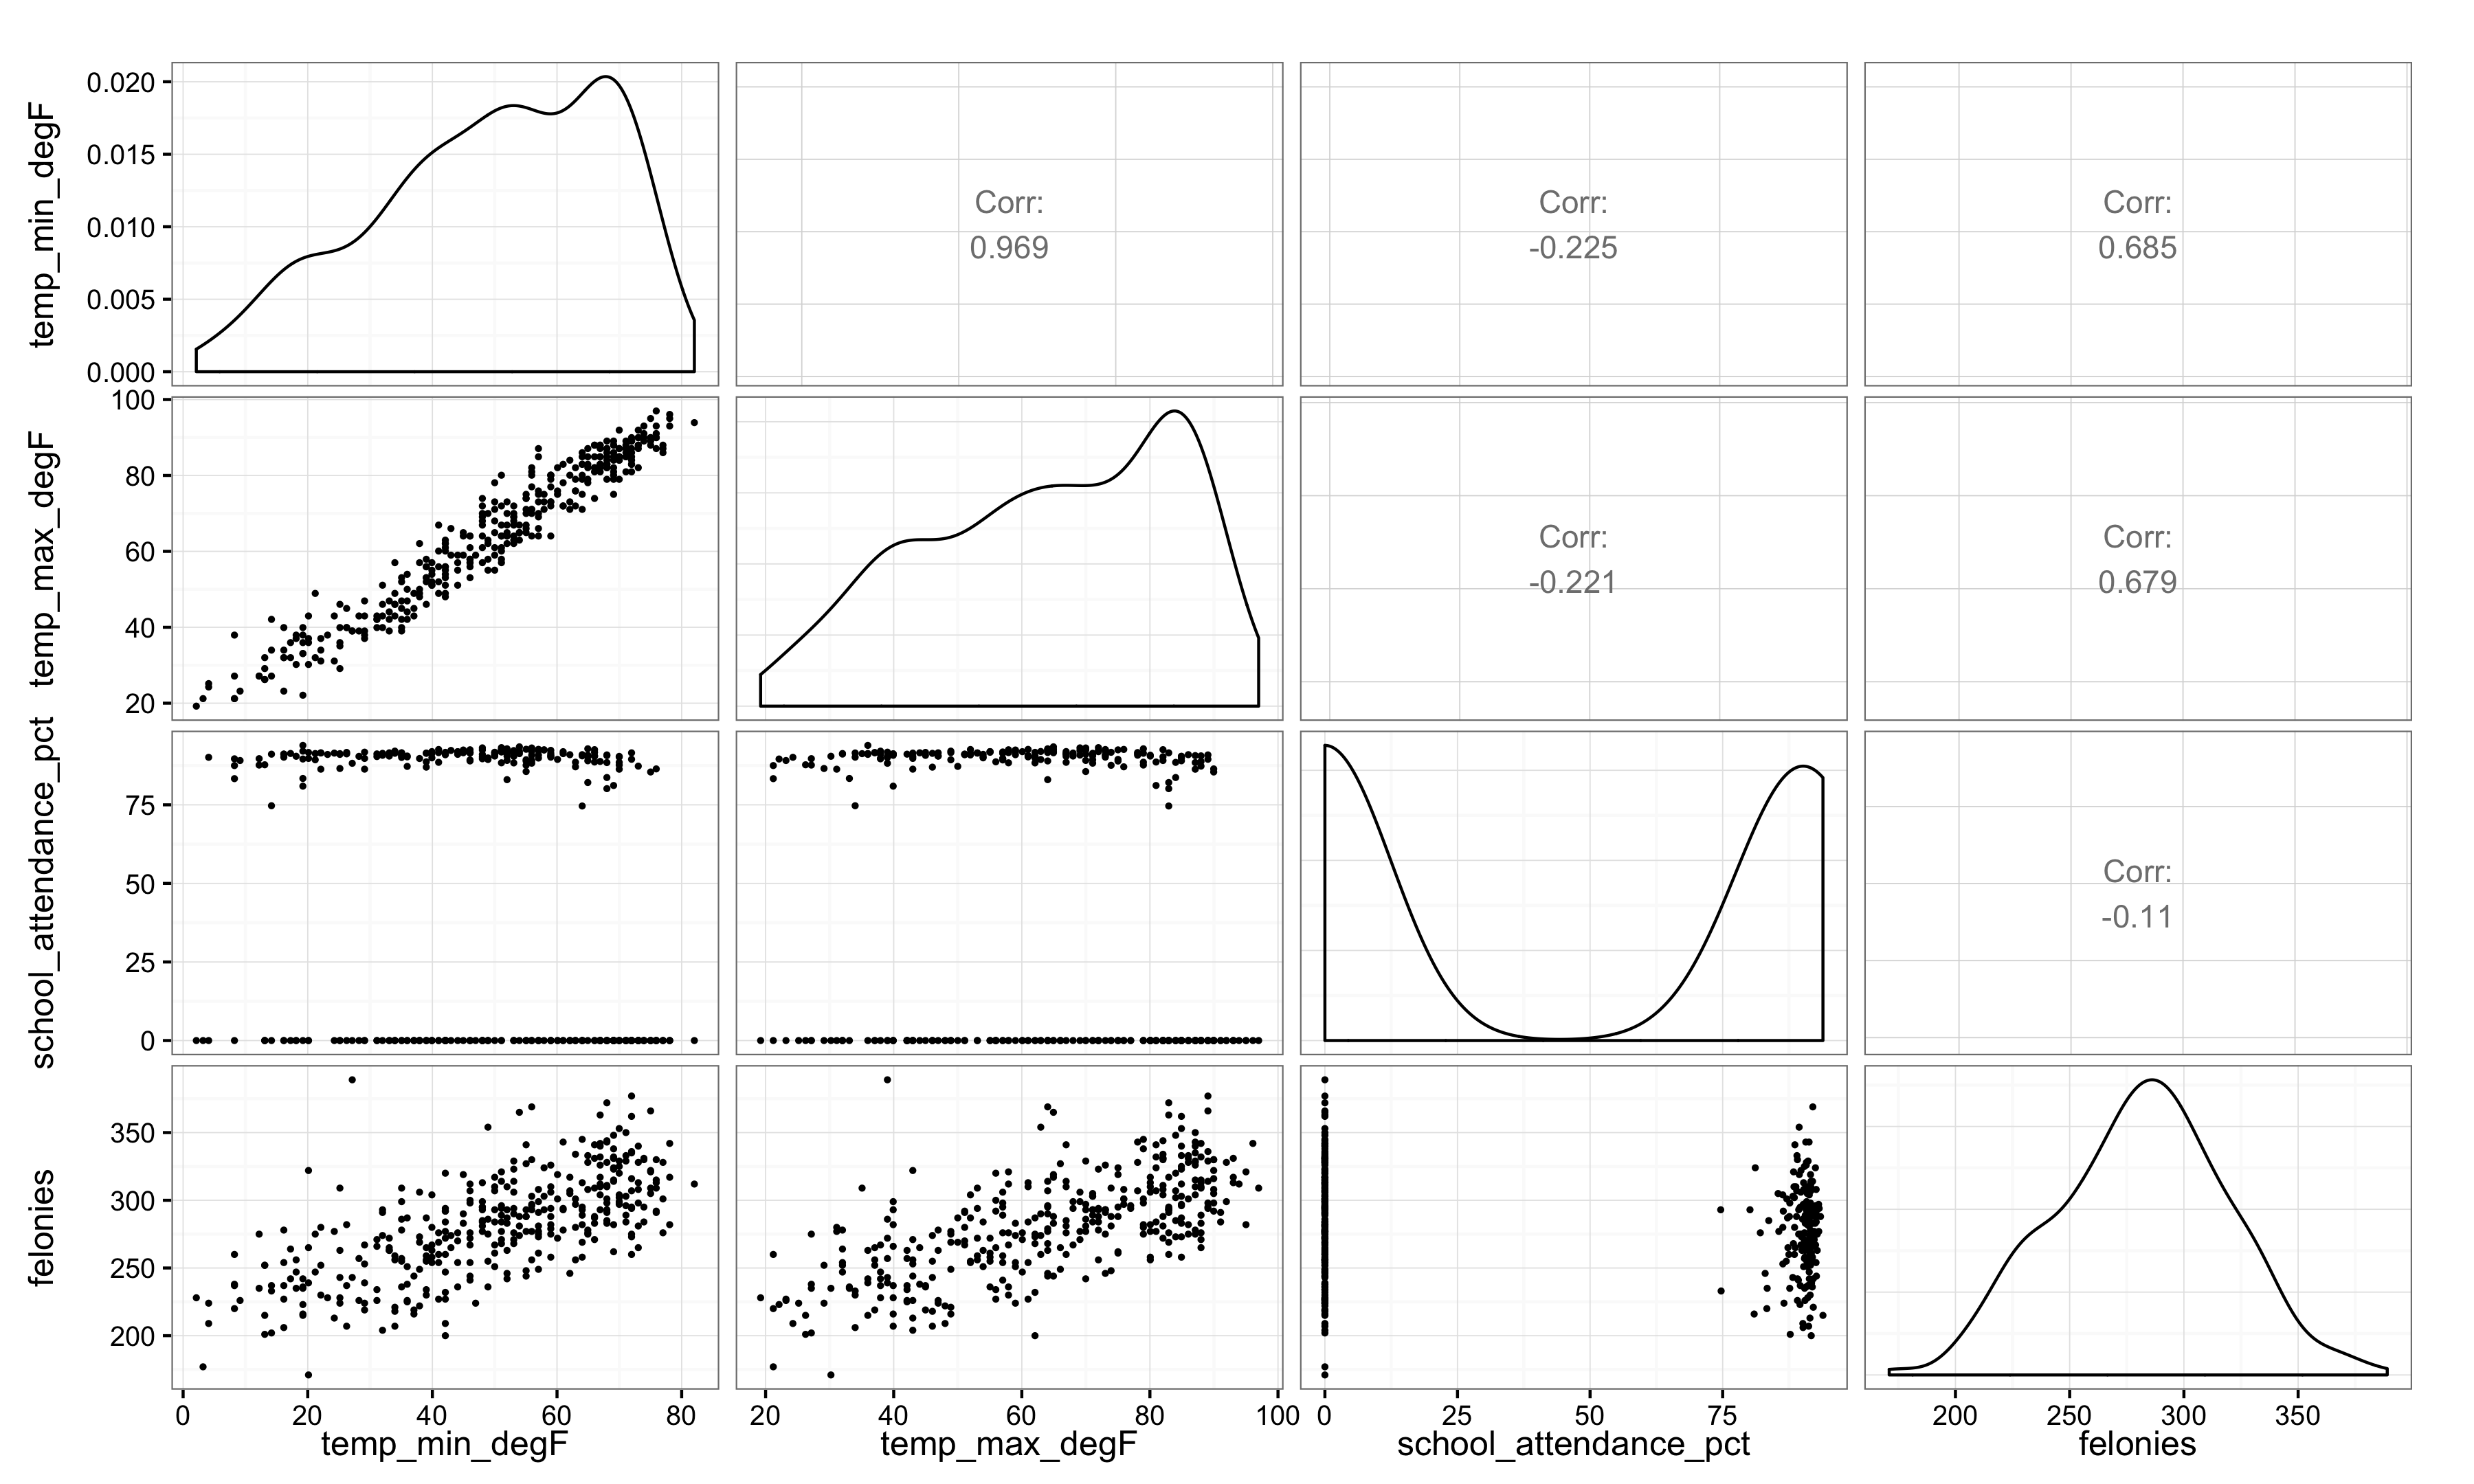 temp_min_degF
0.020
0.015
0.010
0.005
0.000
Corr:
0.969
Corr:
-0.225
Corr:
0.685
temp_max_degF
100
80
60
40
20
Corr:
-0.221
Corr:
0.679
school_attendance_pct
75
50
25
0
Corr:
-0.11
felonies
350
300
250
200
0 20 40 60 80
20 40 60 80 100
0 25 50 75
200 250 300 350
temp_min_degF
temp_max_degF
school_attendance_pct
felonies